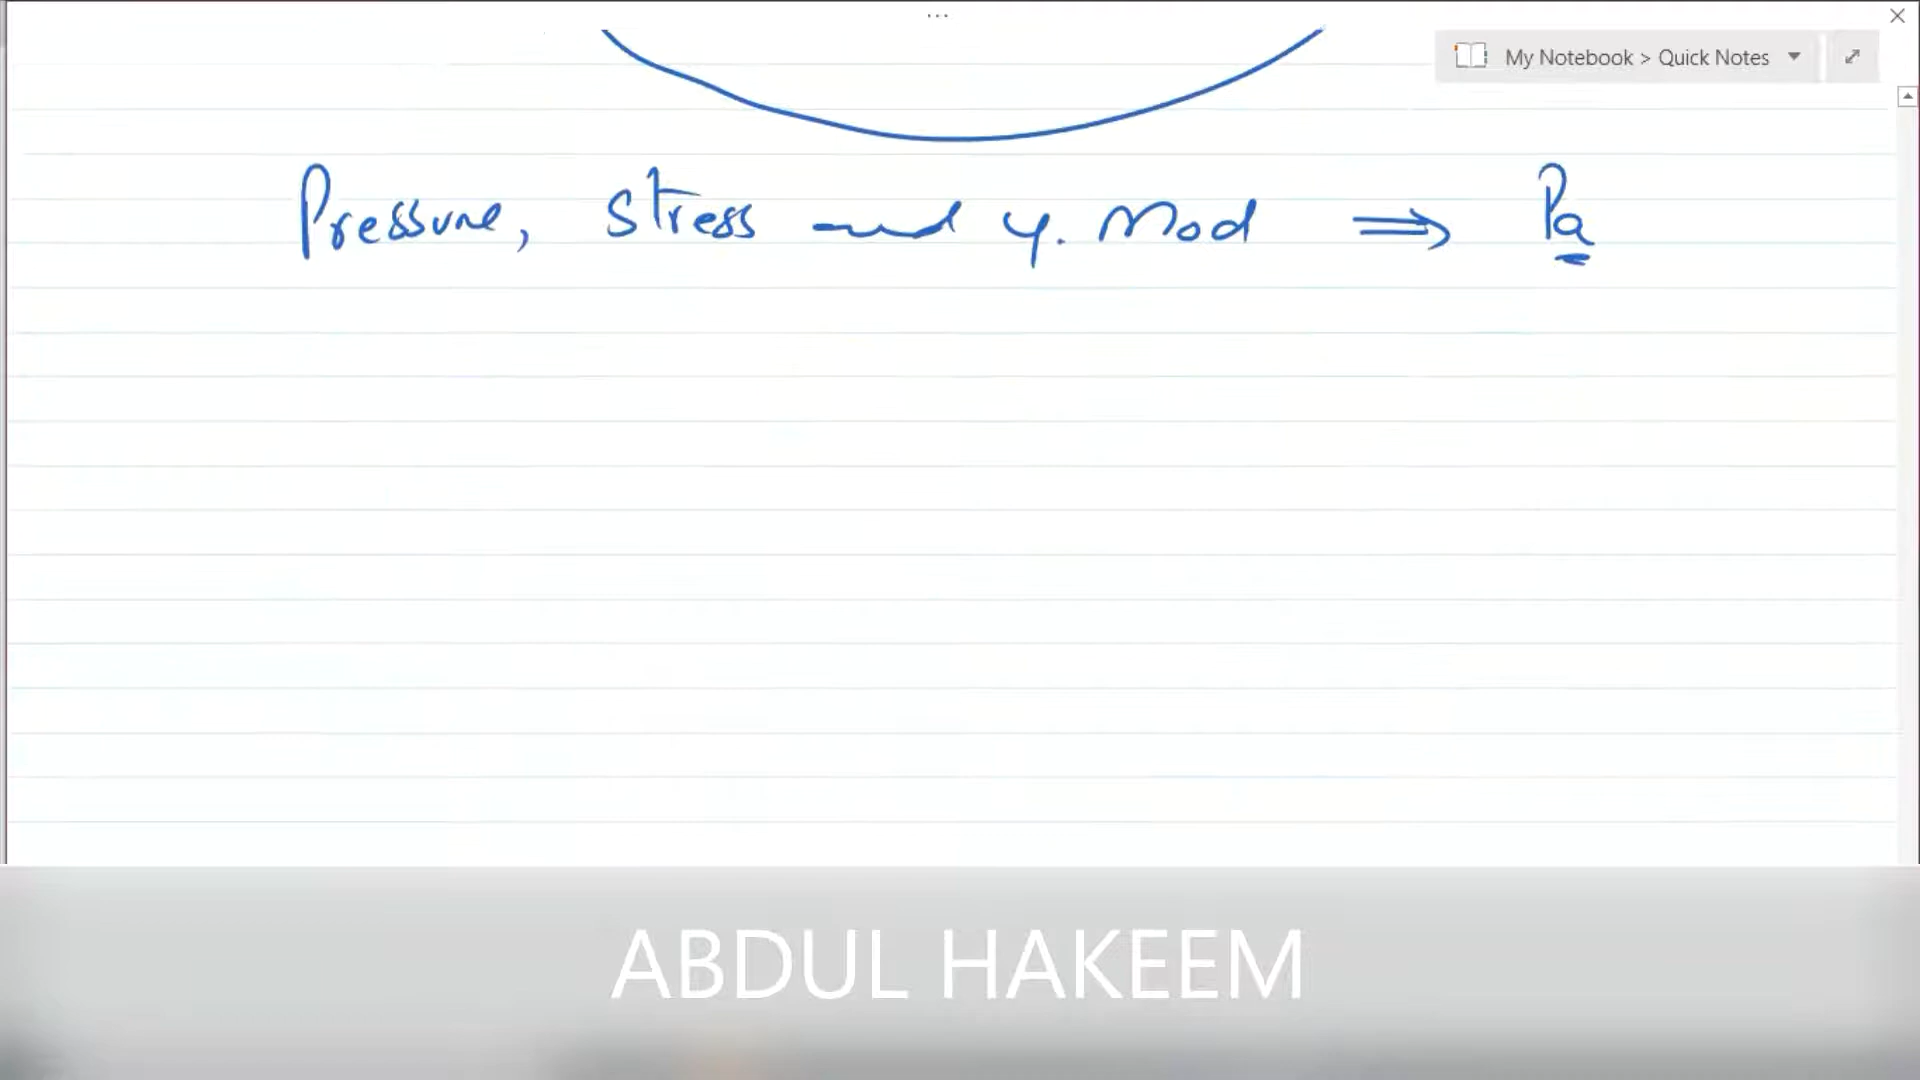 ...
My Notebook > Quick Notes
Pressure, Stress and Y. Mod ⇒ Pa
ABDUL HAKEEM